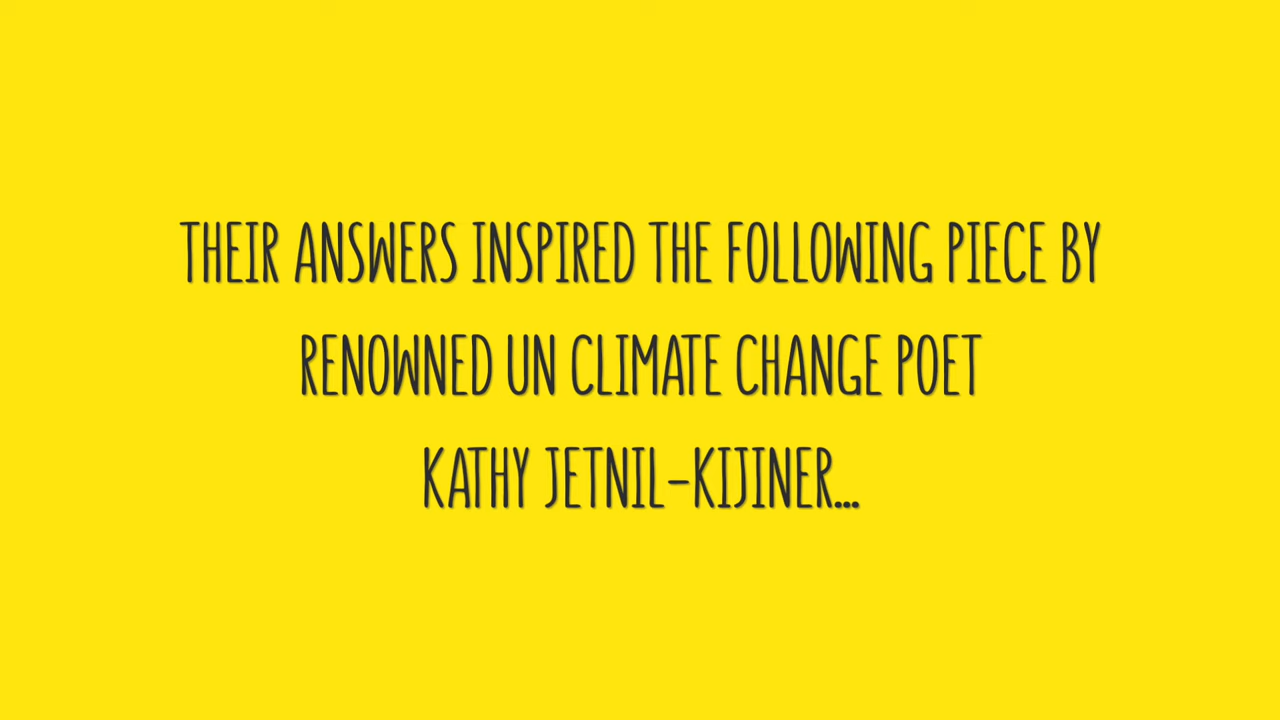 THEIR ANSWERS INSPIRED THE FOLLOWING PIECE BY
RENOWNED UN CLIMATE CHANGE POET
KATHY JETNIL-KIJINER...